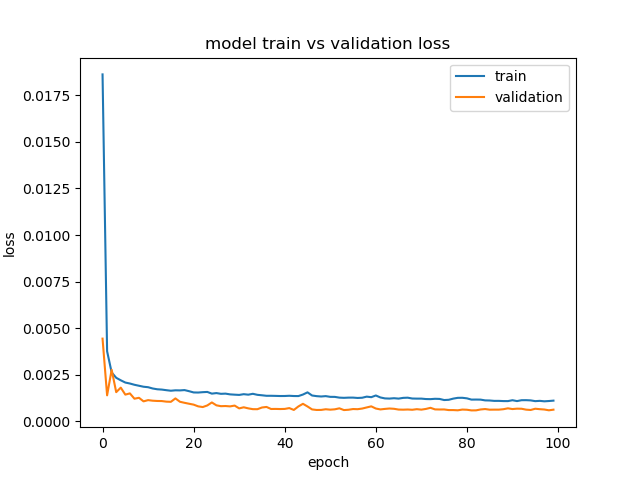 model train vs validation loss
train
validation
0.0175
0.0150
0.0125
0.0100
0.0075
0.0050
0.0025
0.0000
loss
0 20 40 60 80 100
epoch